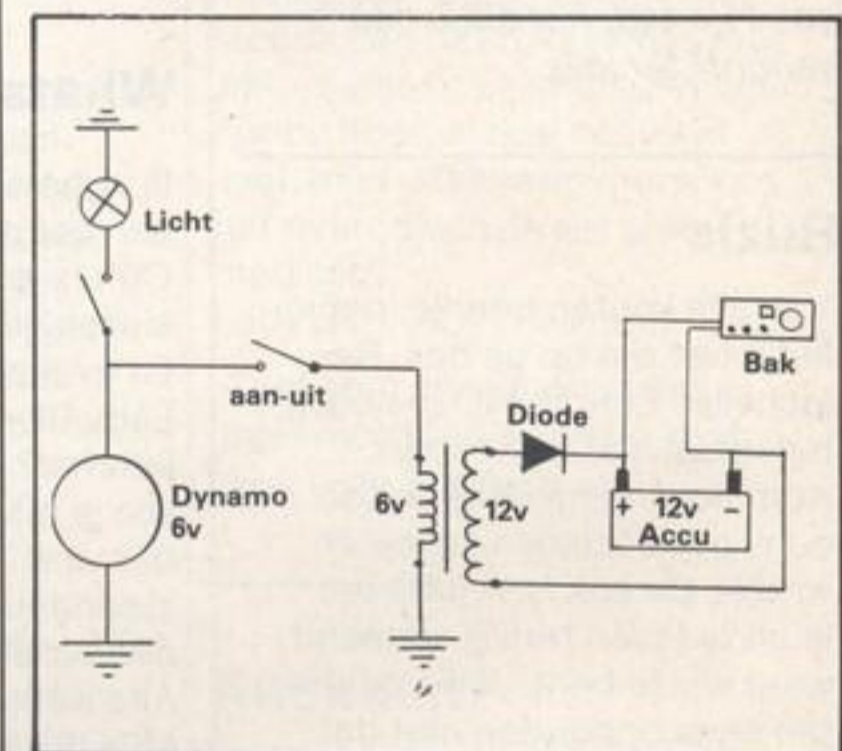 Licht
aan-uit
Bak
Diode
Dynamo
6v
6v
12v
+ 12v −
Accu